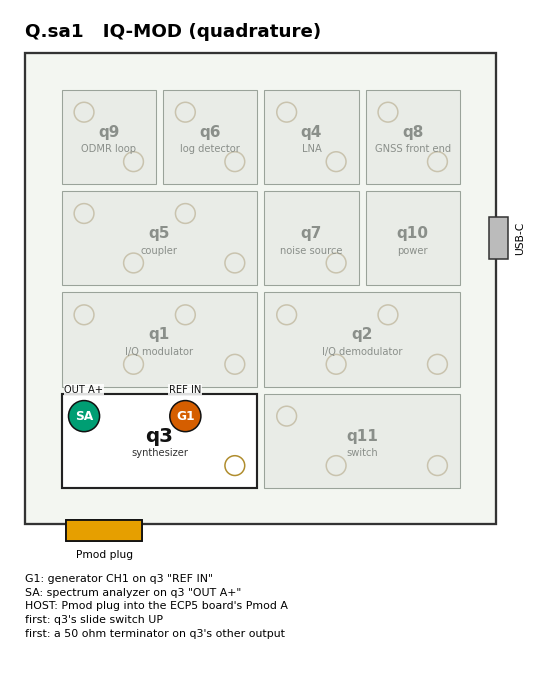 Q.sa1 IQ-MOD (quadrature)
q9
ODMR loop
q6
log detector
q4
LNA
q8
GNSS front end
q5
coupler
q7
noise source
q10
power
USB-C
q1
I/Q modulator
q2
I/Q demodulator
OUT A+
REF IN
SA
G1
q3
synthesizer
q11
switch
Pmod plug
G1: generator CH1 on q3 "REF IN"
SA: spectrum analyzer on q3 "OUT A+"
HOST: Pmod plug into the ECP5 board's Pmod A
first: q3's slide switch UP
first: a 50 ohm terminator on q3's other output